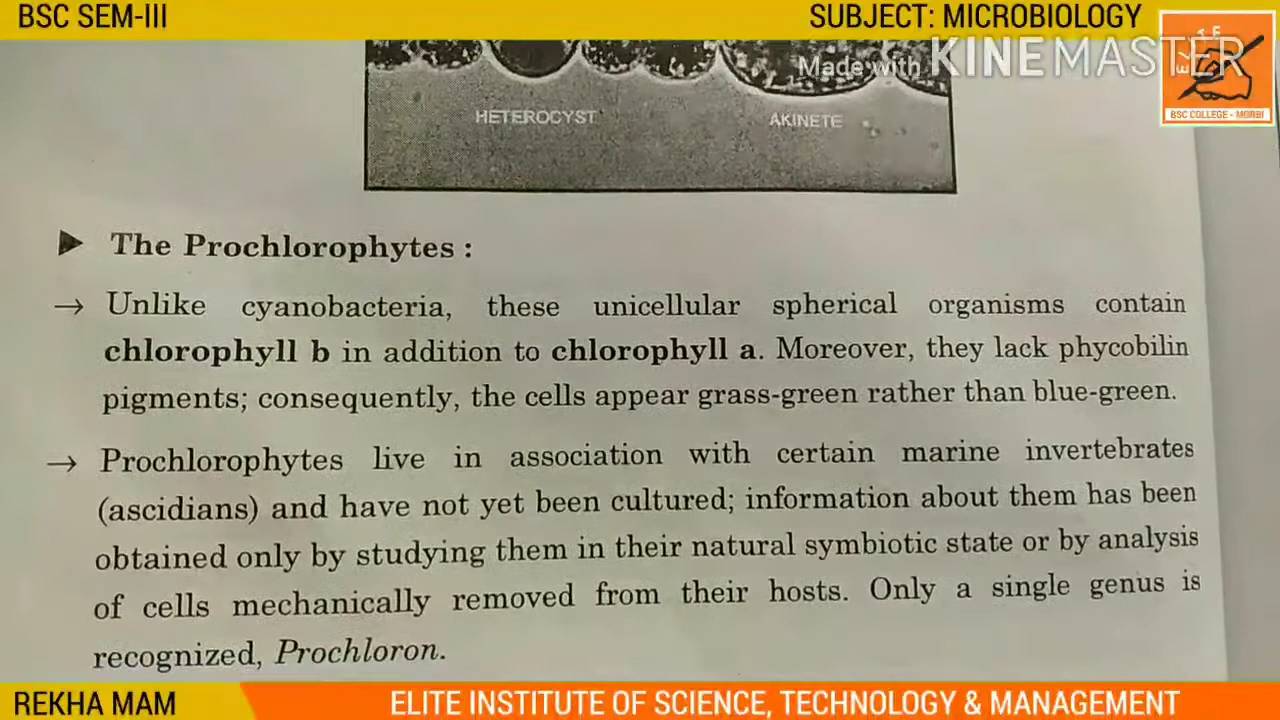 BSC SEM-III
SUBJECT: MICROBIOLOGY
Made with KINEMASTER
ELITE
BSC COLLEGE - MORBI
HETEROCYST
AKINETE
The Prochlorophytes :
→ Unlike cyanobacteria, these unicellular spherical organisms contain
chlorophyll b in addition to chlorophyll a. Moreover, they lack phycobilin
pigments; consequently, the cells appear grass-green rather than blue-green.
→ Prochlorophytes live in association with certain marine invertebrates
(ascidians) and have not yet been cultured; information about them has been
obtained only by studying them in their natural symbiotic state or by analysis
of cells mechanically removed from their hosts. Only a single genus is
recognized, Prochloron.
REKHA MAM
ELITE INSTITUTE OF SCIENCE, TECHNOLOGY & MANAGEMENT